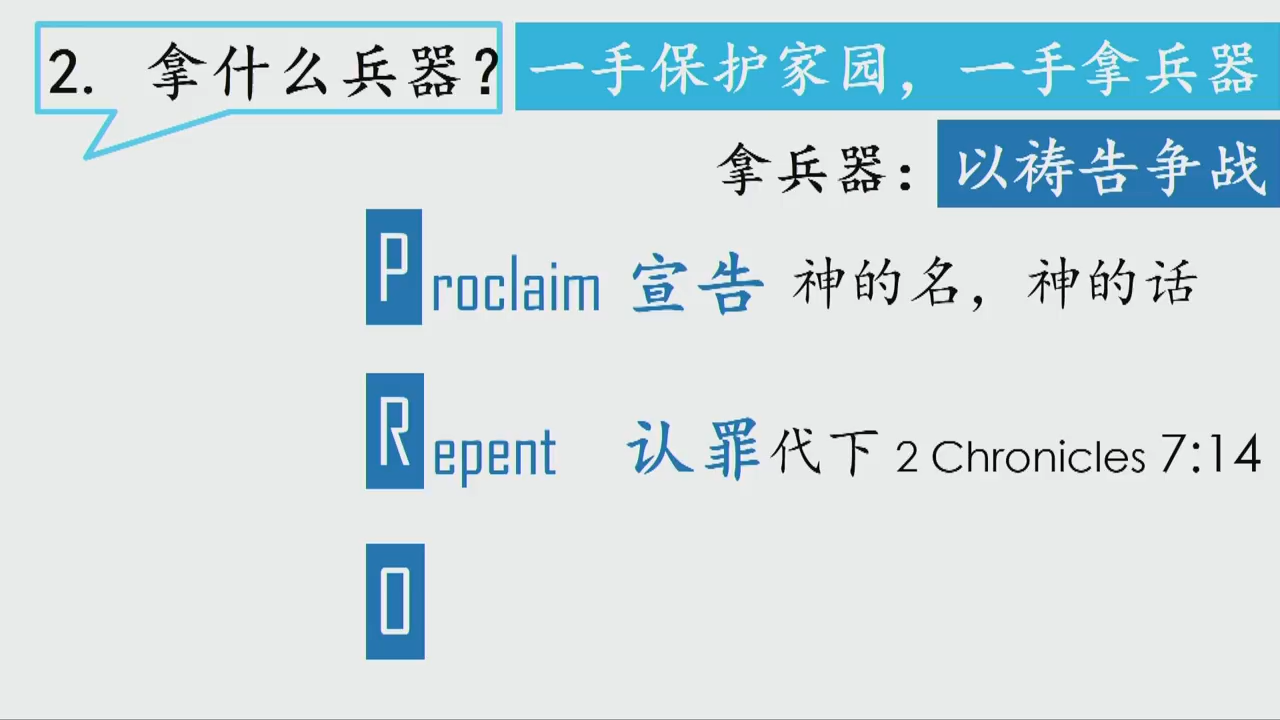 2. 拿什么兵器？ 一手保护家园，一手拿兵器
拿兵器：以祷告争战
Proclaim 宣告 神的名，神的话
Repent 认罪代下 2 Chronicles 7:14
O